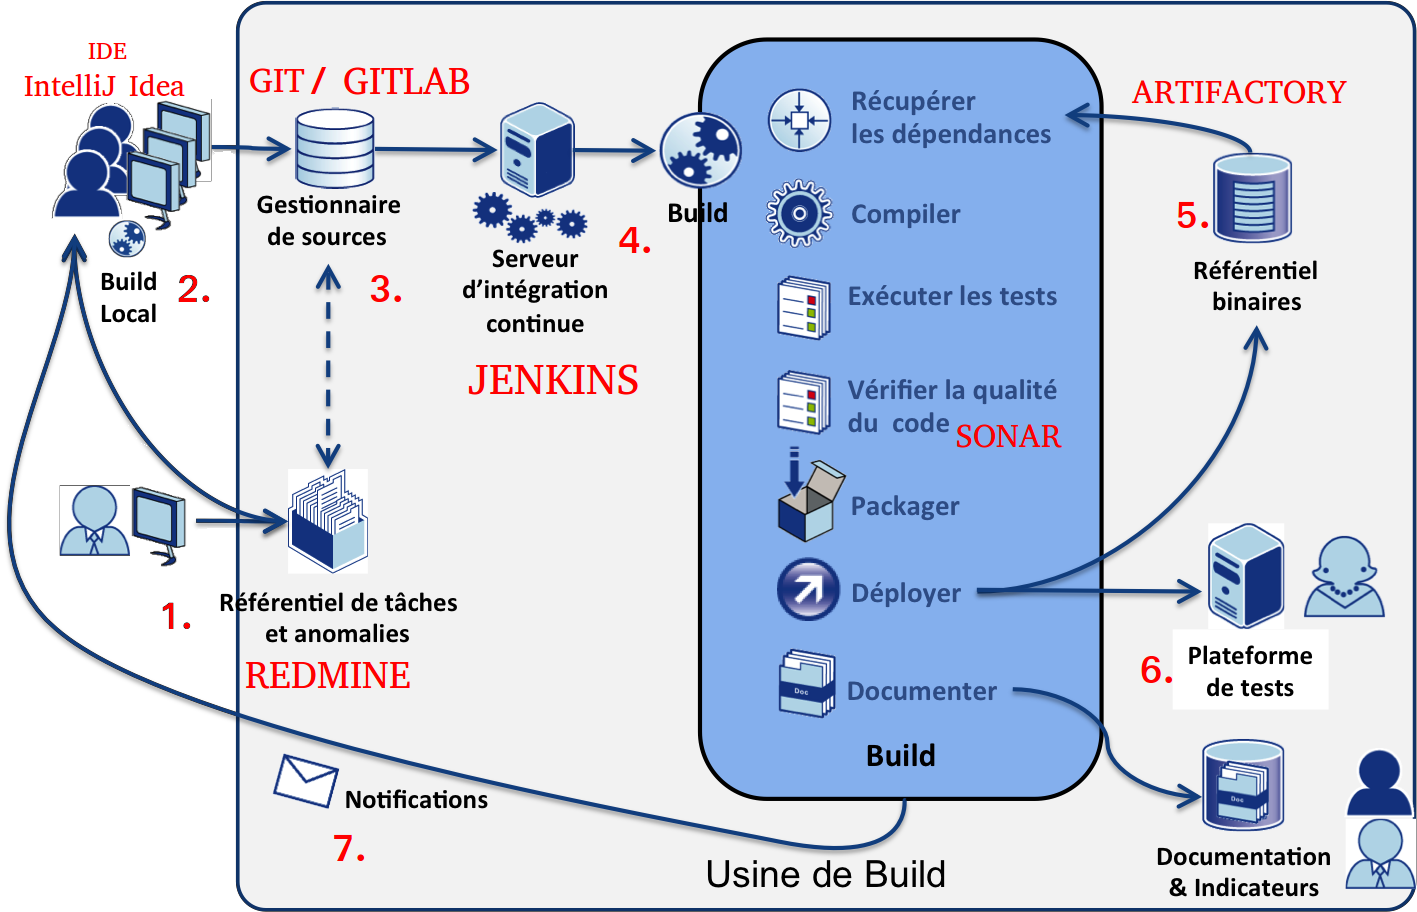 IDE
IntelliJ Idea
GIT / GITLAB
Gestionnaire
de sources
Build
Local
2.
3.
Serveur
d'intégration
continue
JENKINS
4.
Build
Récupérer
les dépendances
Compiler
Exécuter les tests
Vérifier la qualité
du code
SONAR
Packager
Déployer
Doc
Documenter
Build
ARTIFACTORY
5.
Référentiel
binaires
1.
Référentiel de tâches
et anomalies
REDMINE
6.
Plateforme
de tests
Notifications
7.
Doc
Documentation
& Indicateurs
Usine de Build